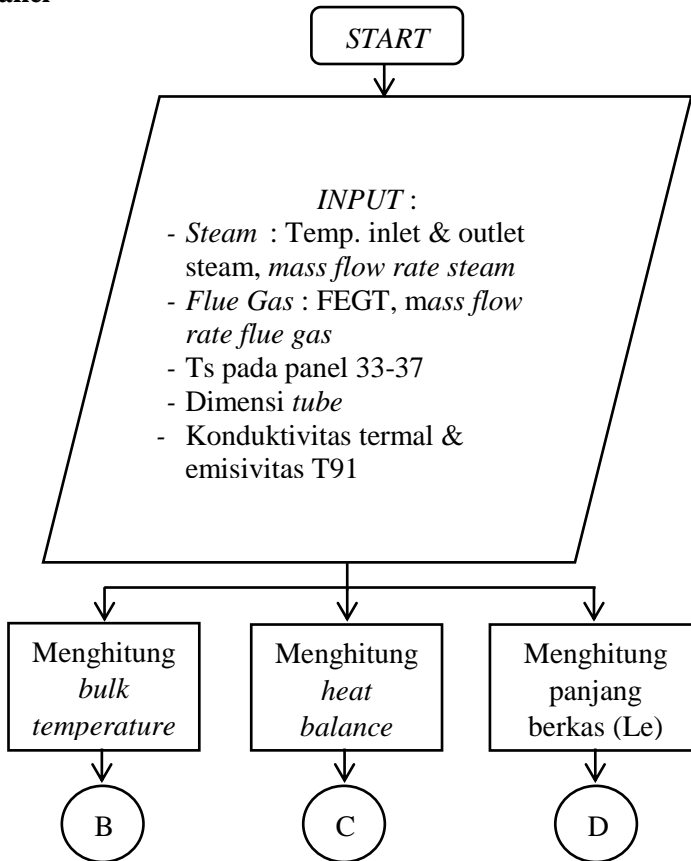 START
INPUT :
- Steam : Temp. inlet & outlet
steam, mass flow rate steam
- Flue Gas : FEGT, mass flow
rate flue gas
- Ts pada panel 33-37
- Dimensi tube
- Konduktivitas termal &
emisivitas T91
Menghitung
bulk
temperature
Menghitung
heat
balance
Menghitung
panjang
berkas (Le)
B
C
D